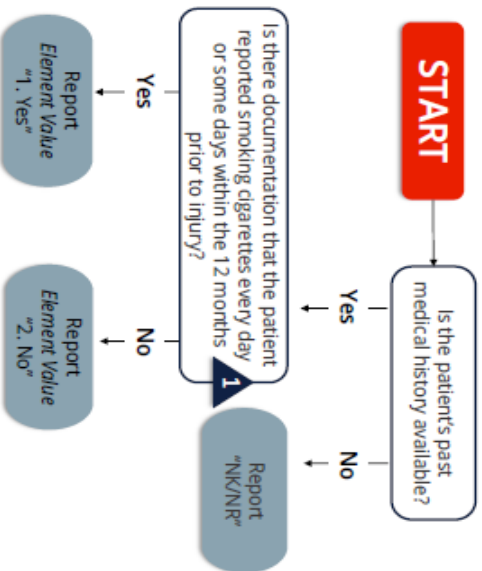 START
Is the patient's past
medical history available?
Yes
No
Is there documentation that the patient
reported smoking cigarettes every day
or some days within the 12 months
prior to injury?
1
Report
"NK/NR"
Yes
No
Report
Element Value
"1. Yes"
Report
Element Value
"2. No"